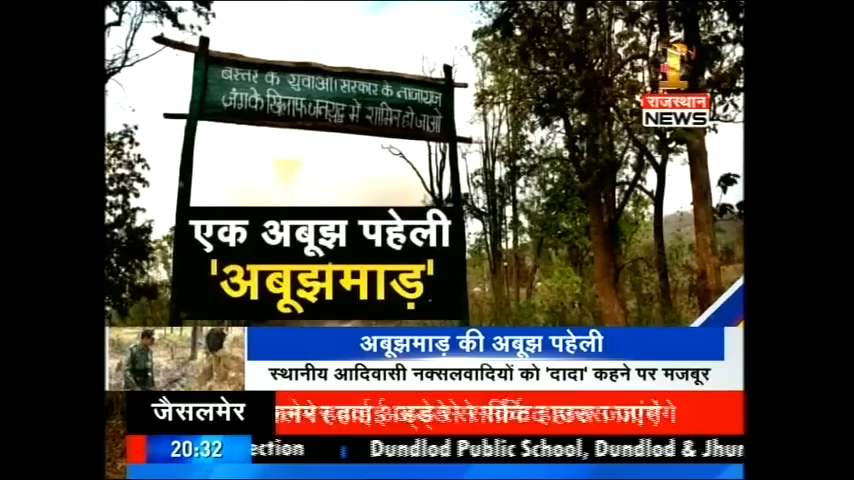 बस्तर के युवाओ। सरकार के नाजायज
जंग के खिलाफ जनयुद्ध में शामिल हो जाओ
1
राजस्थान
NEWS
एक अबूझ पहेली
'अबूझमाड़'
अबूझमाड़ की अबूझ पहेली
स्थानीय आदिवासी नक्सलवादियों को 'दादा' कहने पर मजबूर
जैसलमेर
20:32
ection
Dundlod Public School, Dundlod & Jhun